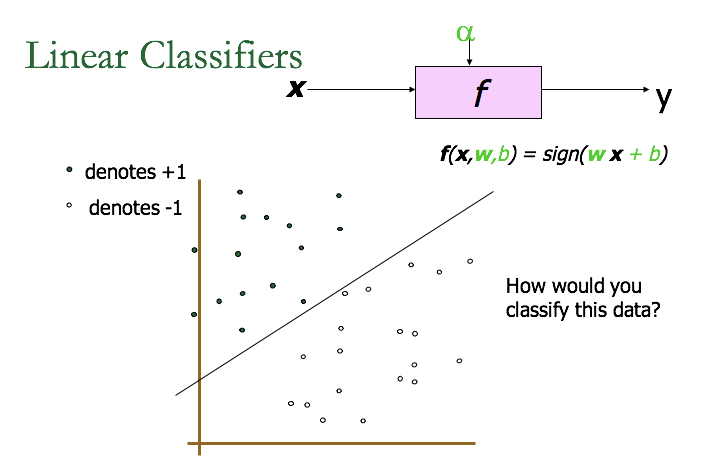 Linear Classifiers
α
x
f
y
f(x,w,b) = sign(w x + b)
denotes +1
denotes -1
How would you
classify this data?